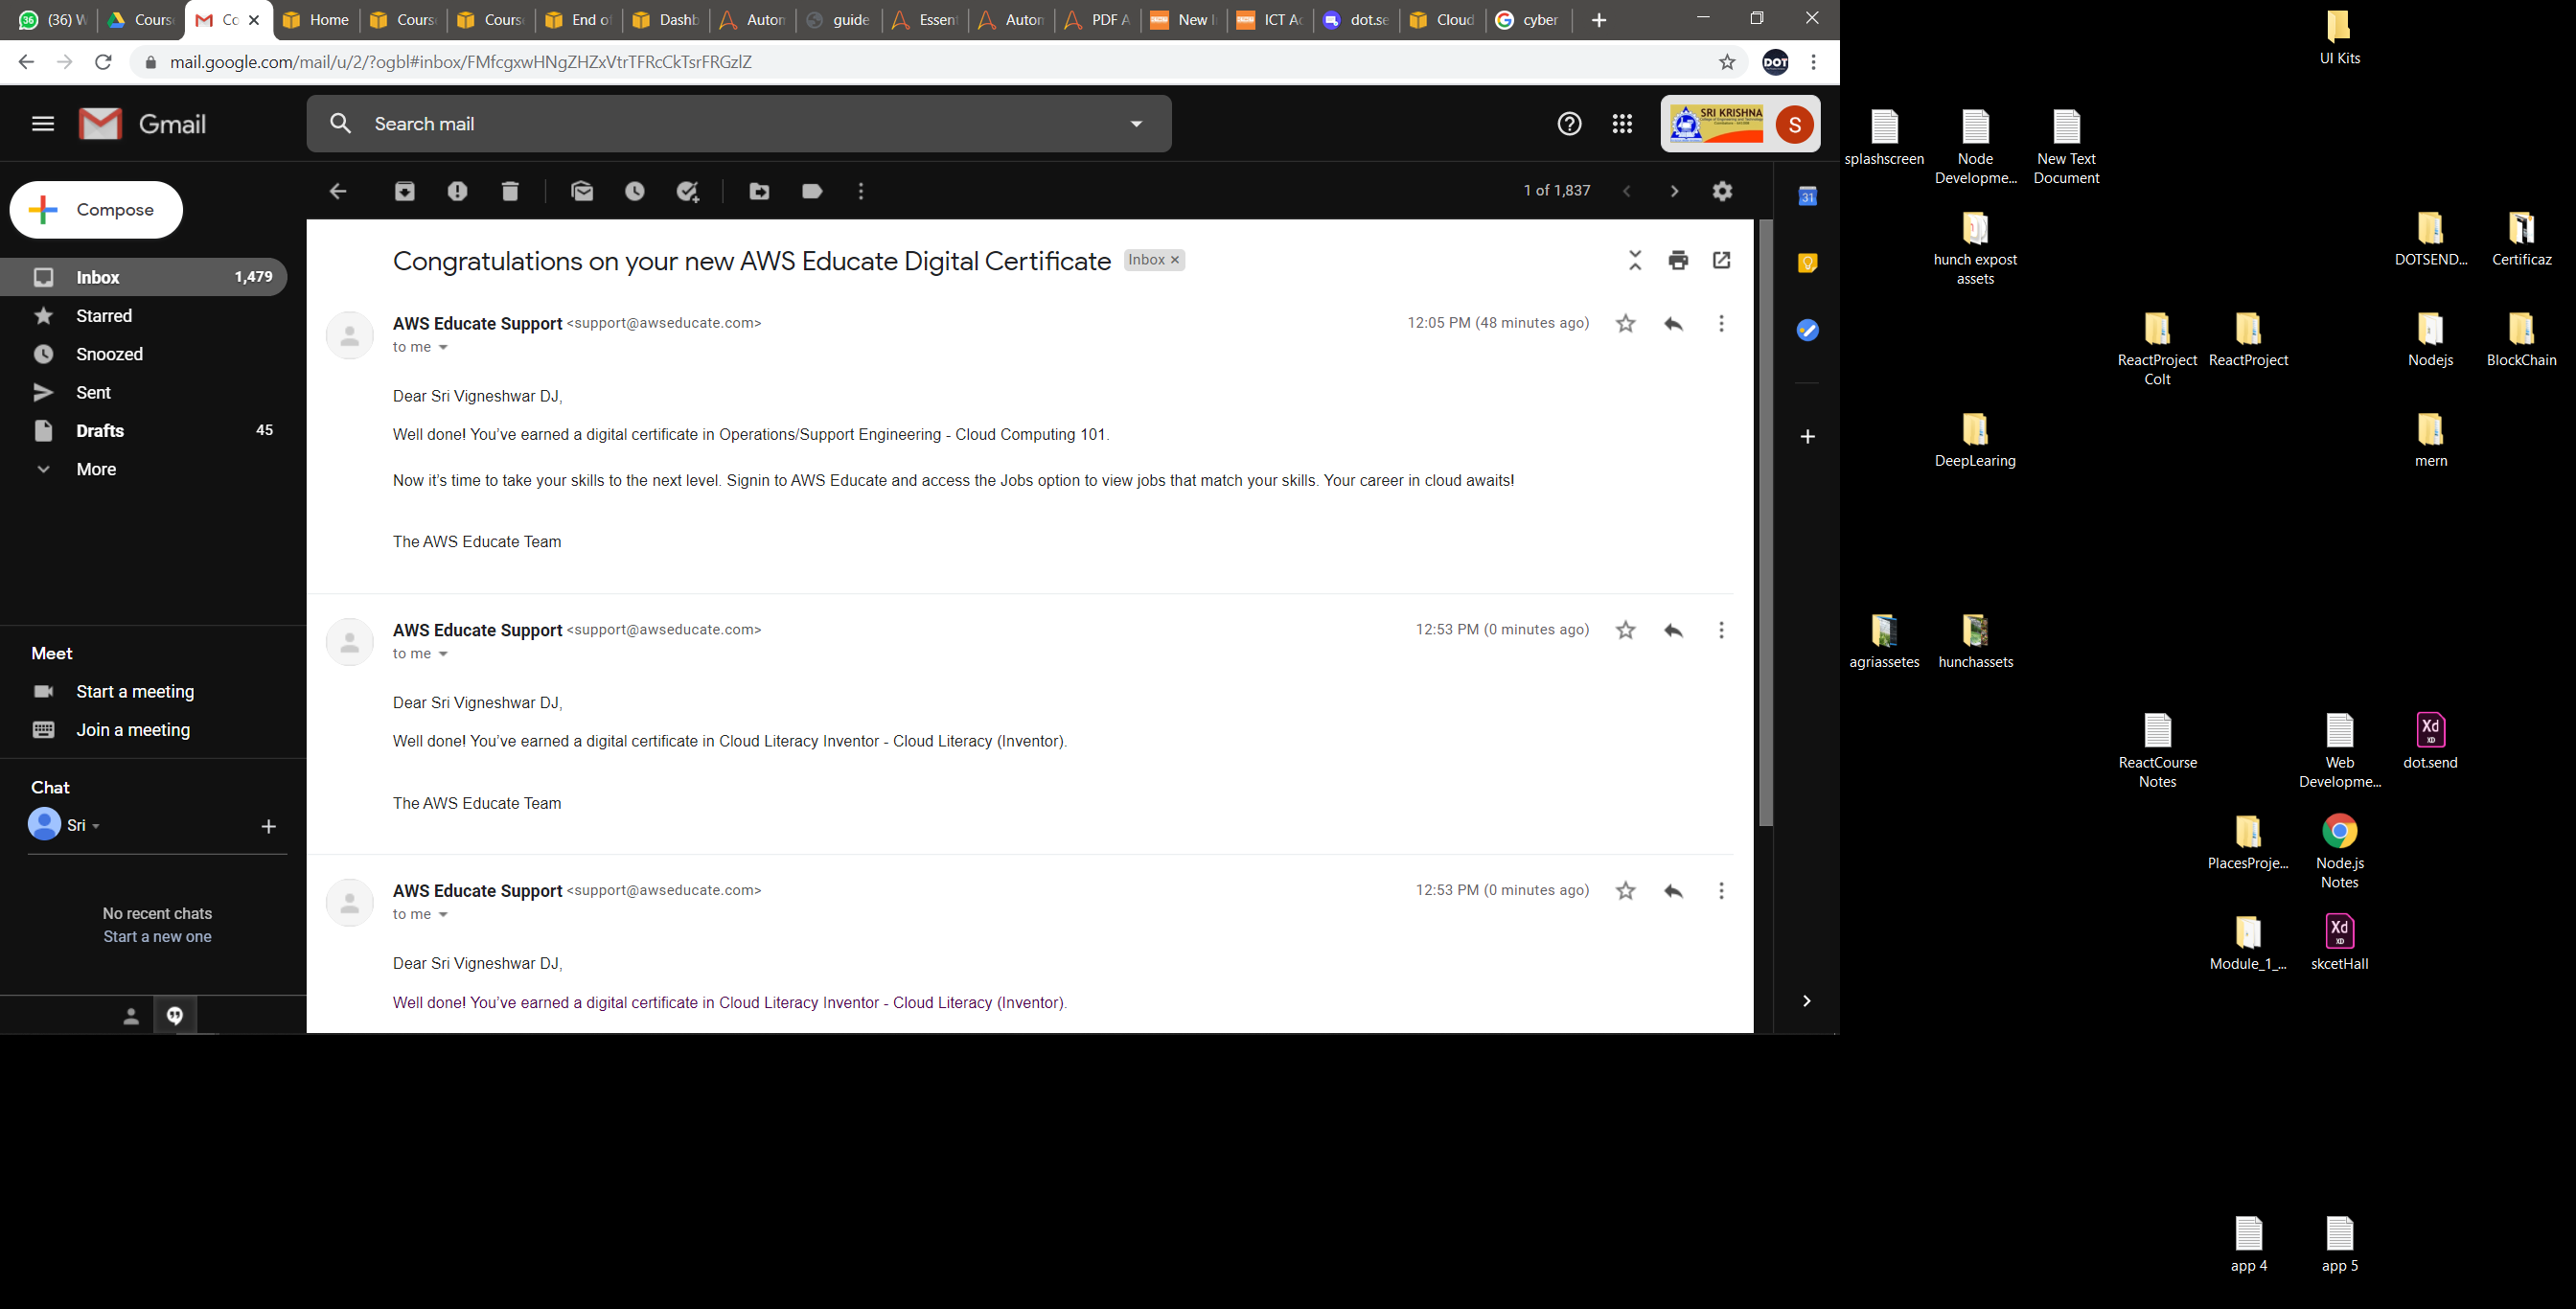 (36) W
Cours
Co
Home
Cours
Cours
End o
Dashb
Auton
guide
Essent
Auton
PDF A
New I
ICT Ac
dot.se
Cloud
cyber
mail.google.com/mail/u/2/?ogbl#inbox/FMfcgxwHNgZHZxVtrTFRcCkTsrFRGzlZ
DOT
Gmail
Search mail
SRI KRISHNA
S
Compose
1 of 1,837
Inbox 1,479
Starred
Snoozed
Sent
Drafts 45
More
Meet
Start a meeting
Join a meeting
Chat
Sri
No recent chats
Start a new one
Congratulations on your new AWS Educate Digital Certificate Inbox
AWS Educate Support <support@awseducate.com> 12:05 PM (48 minutes ago)
to me
Dear Sri Vigneshwar DJ,
Well done! You’ve earned a digital certificate in Operations/Support Engineering - Cloud Computing 101.
Now it’s time to take your skills to the next level. Signin to AWS Educate and access the Jobs option to view jobs that match your skills. Your career in cloud awaits!
The AWS Educate Team
AWS Educate Support <support@awseducate.com> 12:53 PM (0 minutes ago)
to me
Dear Sri Vigneshwar DJ,
Well done! You’ve earned a digital certificate in Cloud Literacy Inventor - Cloud Literacy (Inventor).
The AWS Educate Team
AWS Educate Support <support@awseducate.com> 12:53 PM (0 minutes ago)
to me
Dear Sri Vigneshwar DJ,
Well done! You’ve earned a digital certificate in Cloud Literacy Inventor - Cloud Literacy (Inventor).
31
UI Kits
splashscreen
Node
Developme...
New Text
Document
hunch expost
assets
DOTSEND...
Certificaz
ReactProject
Colt
ReactProject
Nodejs
BlockChain
DeepLearing
mern
agriassetes
hunchassets
ReactCourse
Notes
Web
Developme...
Xd
XD
dot.send
PlacesProje...
Node.js
Notes
Module_1_...
Xd
XD
skcetHall
app 4
app 5